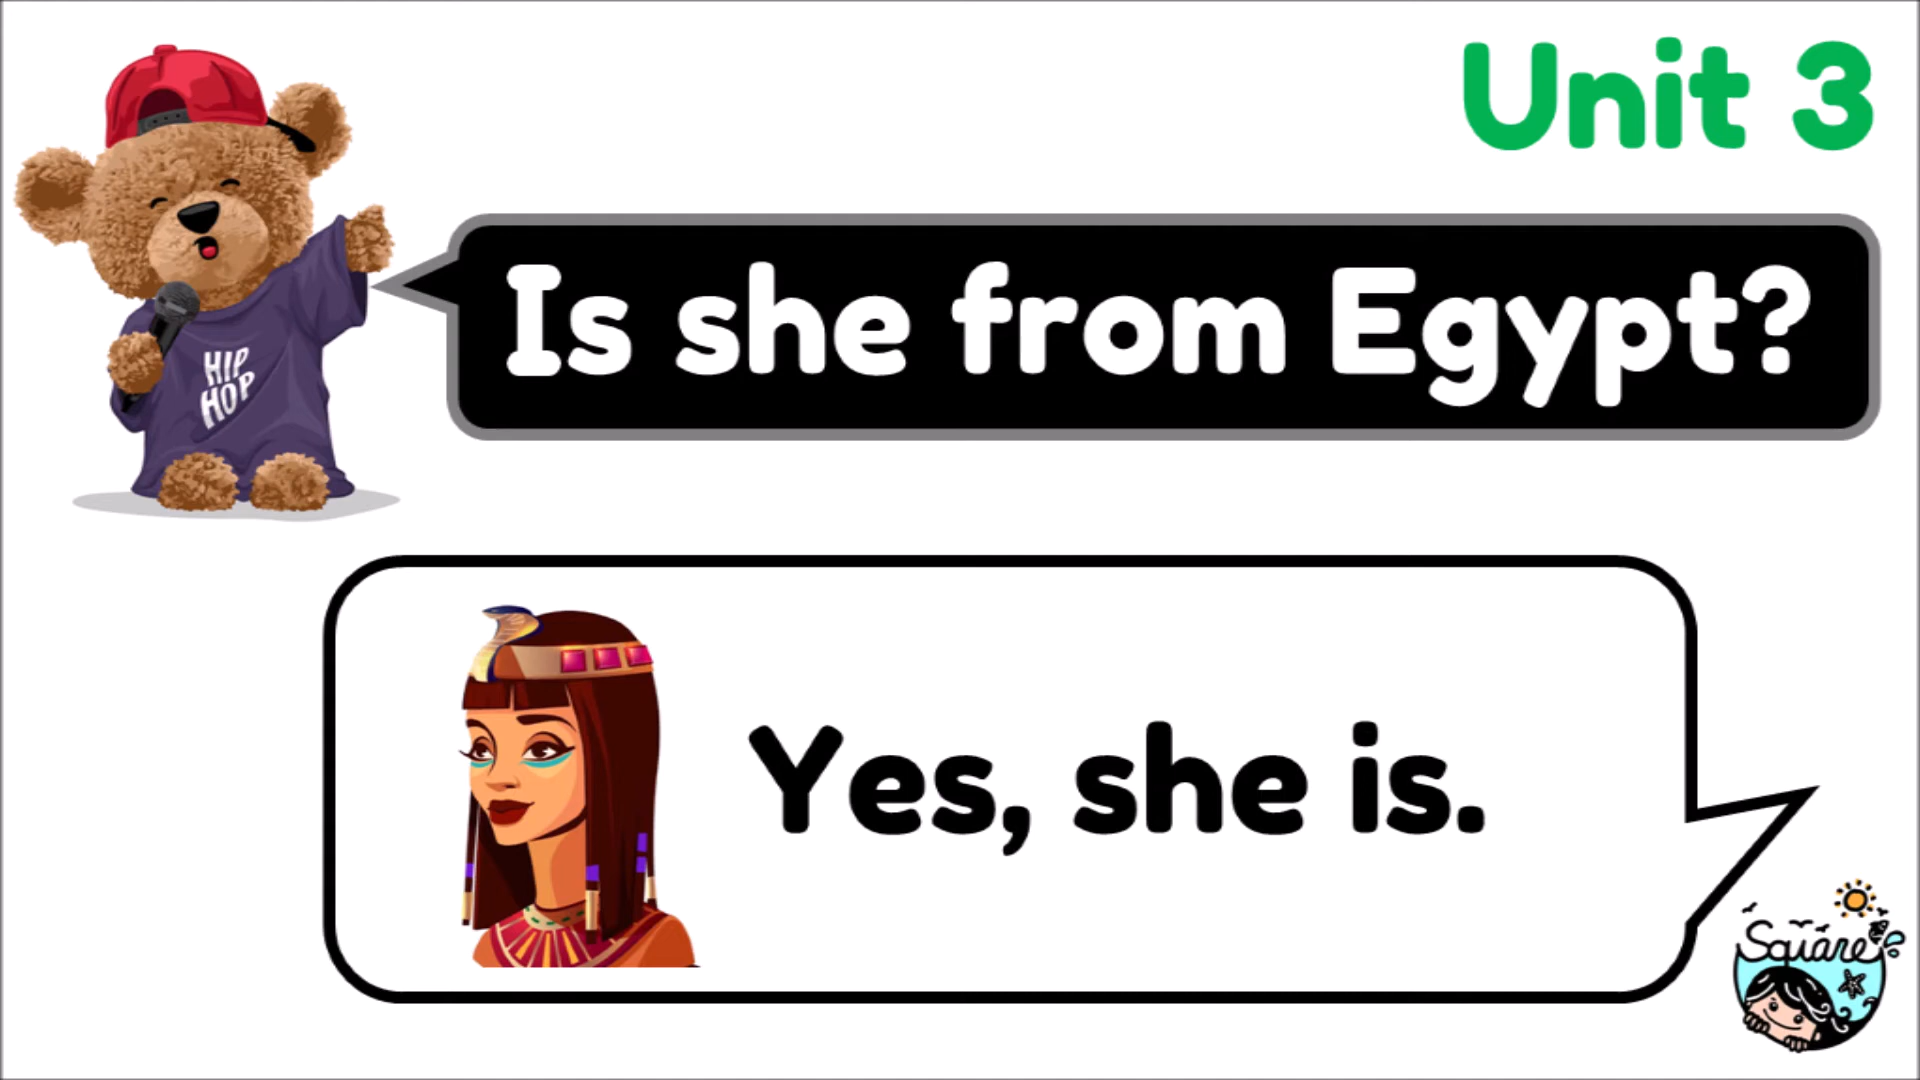 Unit 3
Is she from Egypt?
HIP
HOP
Yes, she is.
Square